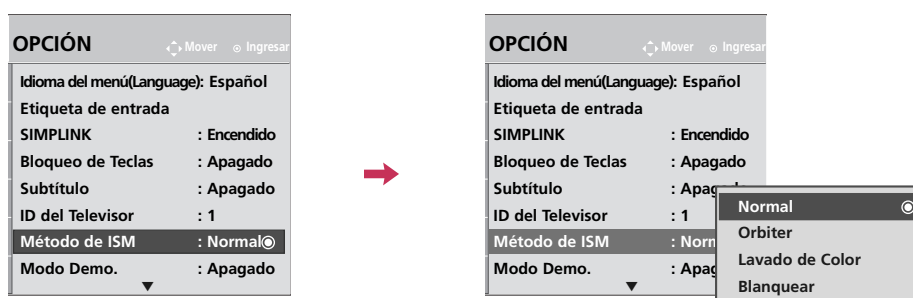 OPCIÓN Mover Ingresar
Idioma del menú(Language): Español
Etiqueta de entrada
SIMPLINK : Encendido
Bloqueo de Teclas : Apagado
Subtítulo : Apagado
ID del Televisor : 1
Método de ISM : Normal
Modo Demo. : Apagado
OPCIÓN Mover Ingresar
Idioma del menú(Language): Español
Etiqueta de entrada
SIMPLINK : Encendido
Bloqueo de Teclas : Apagado
Subtítulo :
ID del Televisor : 1
Método de ISM :
Modo Demo. :
Normal
Orbiter
Lavado de Color
Blanquear